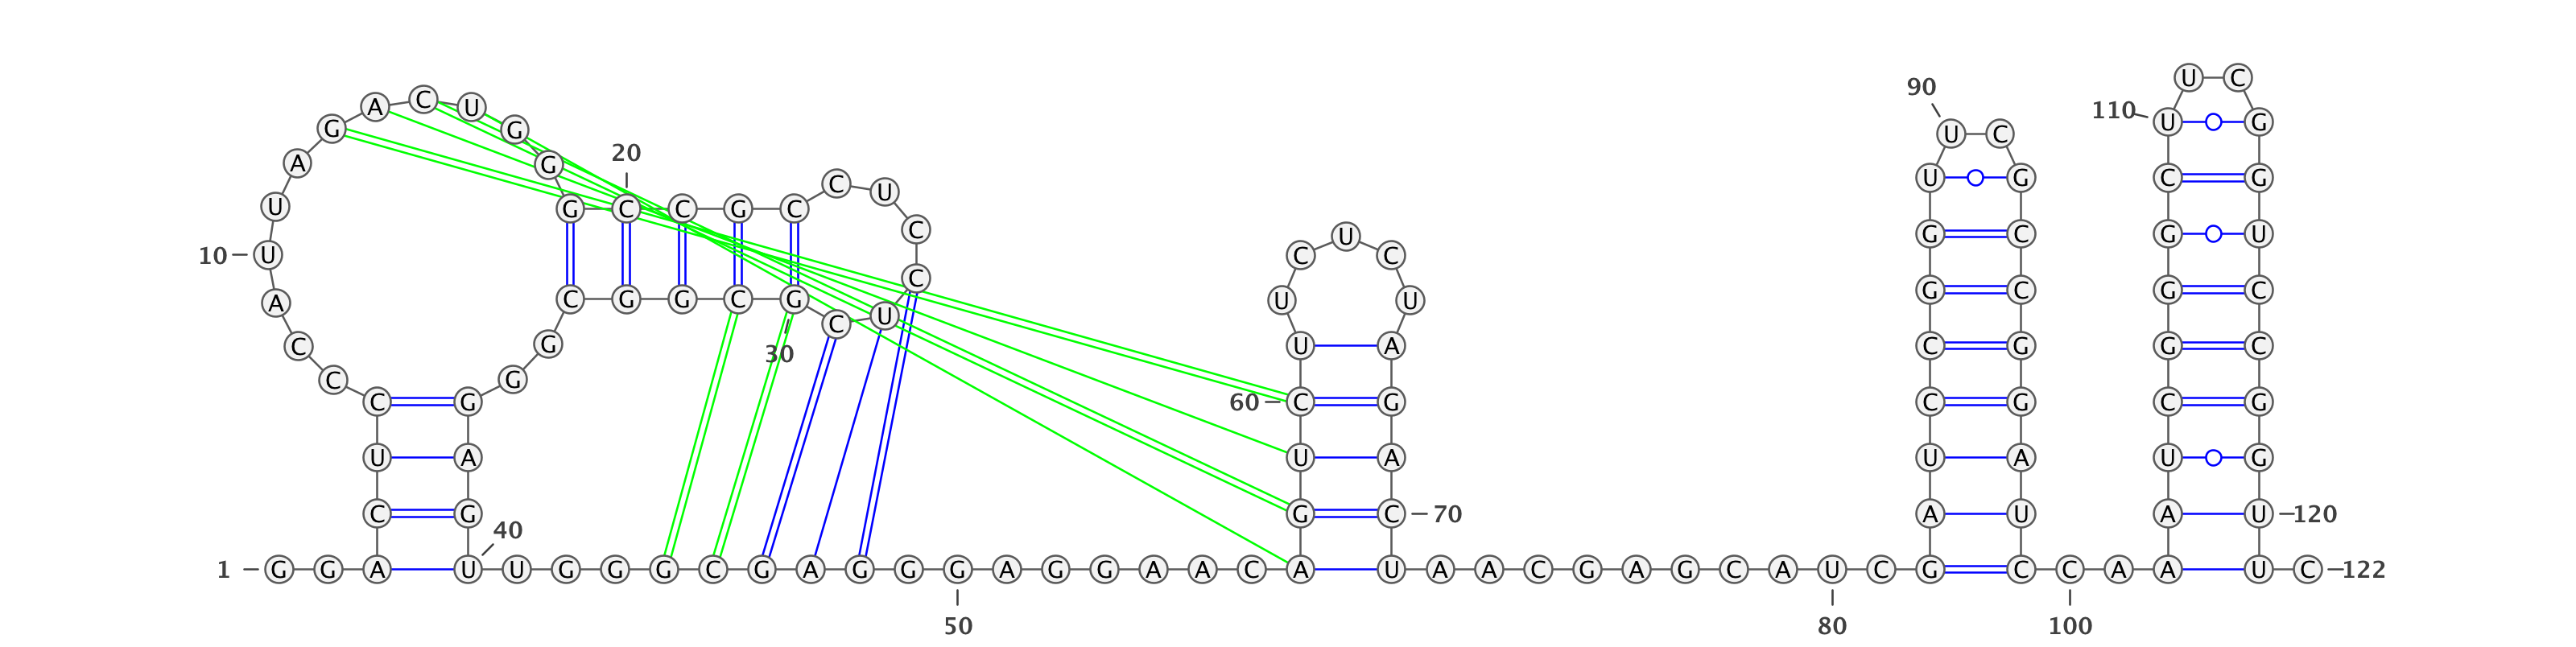 1
G G A C U C C C A U
10
U A G A C U G G G C
20
C G C C U C C U C G
30
C G G C G G G A G U
40
U G G G C G A G G G
50
A G G A A C A G U C
60
U U C U C U A G A C
70
U A A C G A G C A U
80
C G A U C C G G U U
90
C G C C G G A U C C
100
A A A U C G G G C U
110
U C G G U C C G G U
120
U C
122